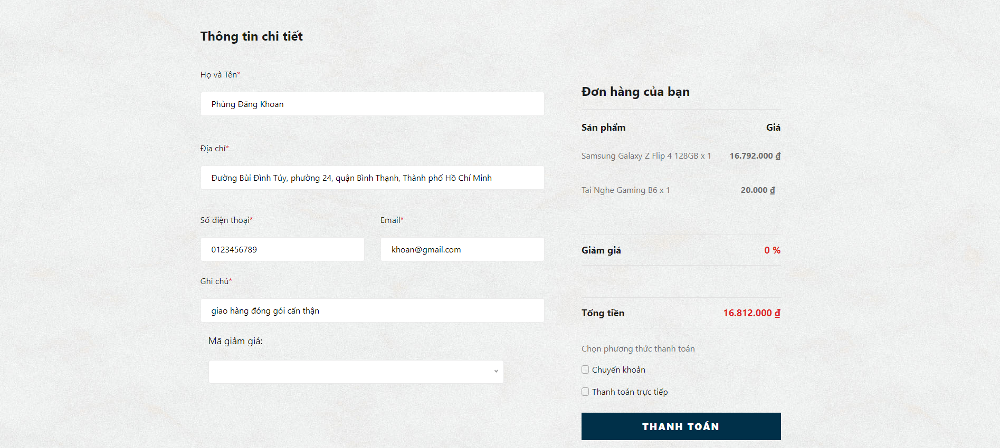 Thông tin chi tiết
Họ và Tên*
Phùng Đăng Khoan
Địa chỉ*
Đường Bùi Đình Túy, phường 24, quận Bình Thạnh, Thành phố Hồ Chí Minh
Số điện thoại* Email*
0123456789 khoan@gmail.com
Ghi chú*
giao hàng đóng gói cẩn thận
Mã giảm giá:
Đơn hàng của bạn
Sản phẩm Giá
Samsung Galaxy Z Flip 4 128GB x 1 16.792.000 ₫
Tai Nghe Gaming B6 x 1 20.000 ₫
Giảm giá 0 %
Tổng tiền 16.812.000 ₫
Chọn phương thức thanh toán
Chuyển khoản
Thanh toán trực tiếp
THANH TOÁN